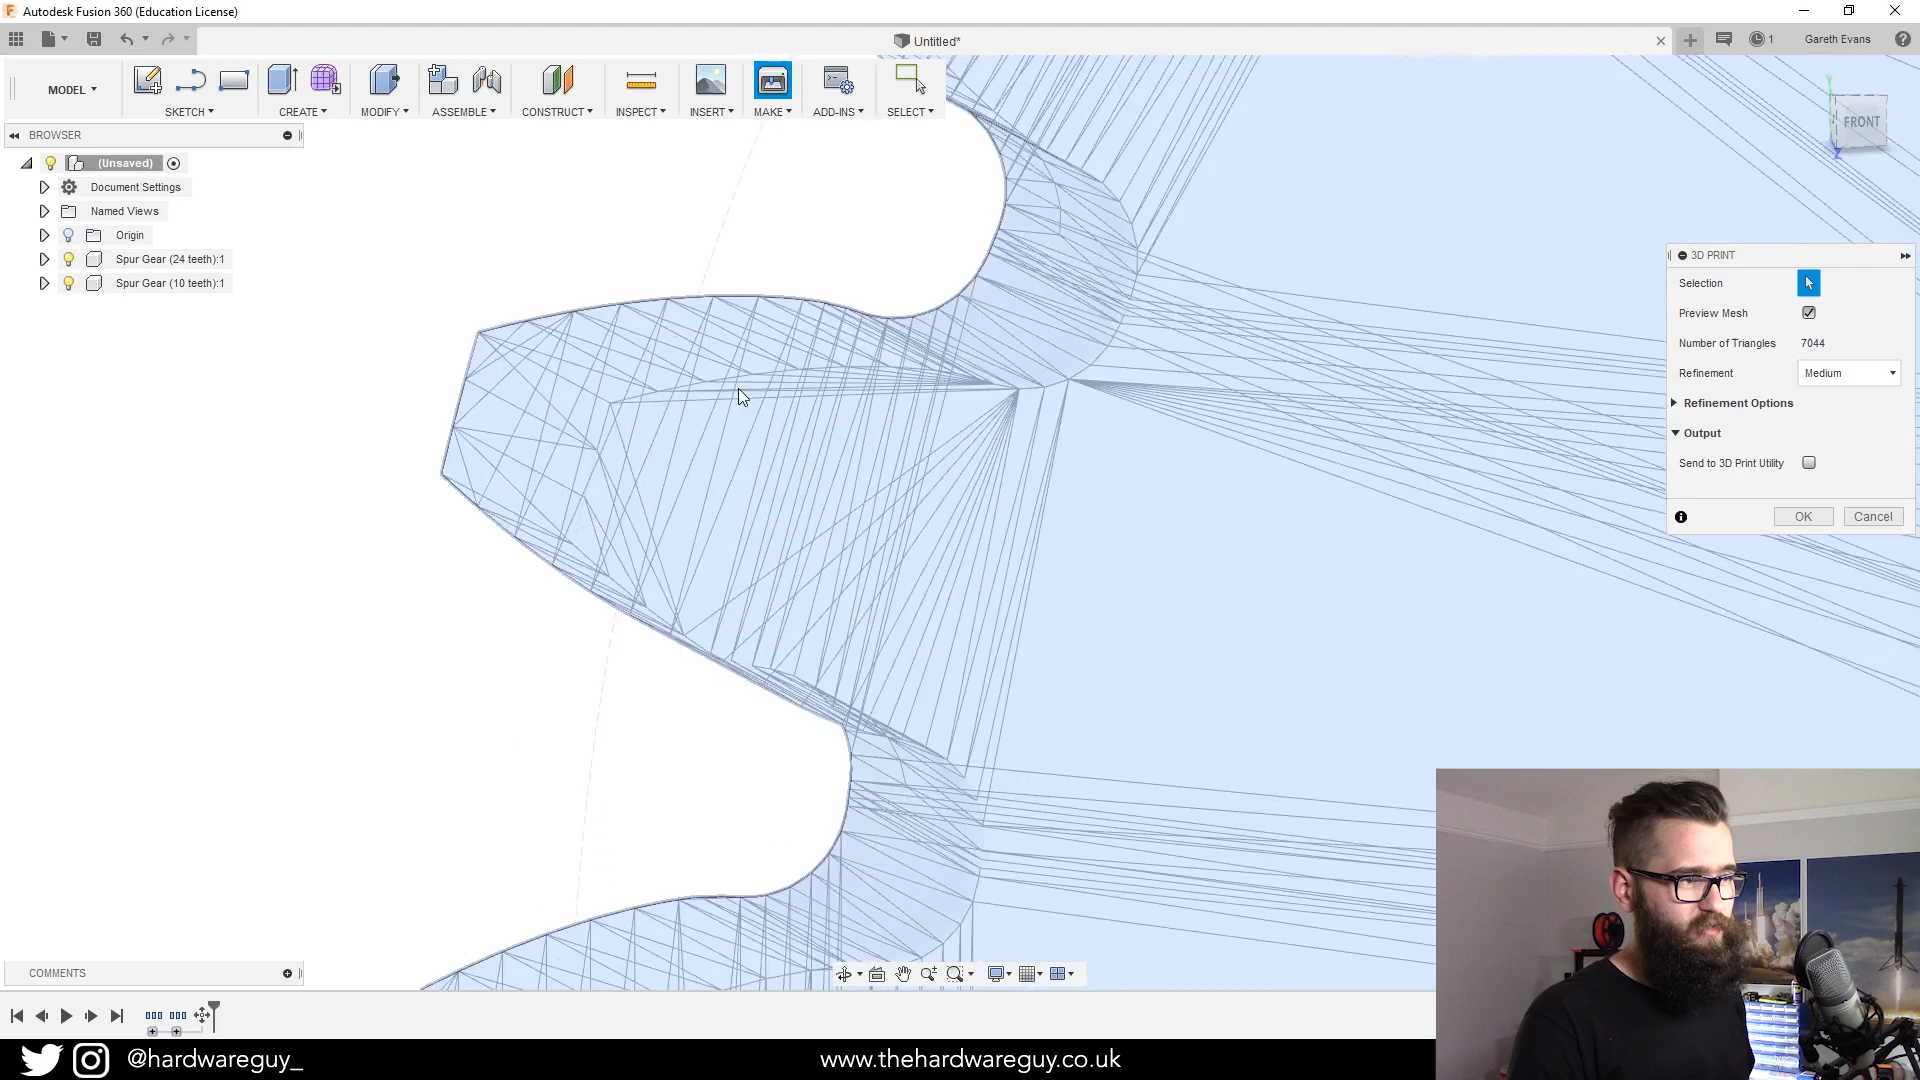 Autodesk Fusion 360 (Education License)
Untitled*
1
Gareth Evans
MODEL
SKETCH
CREATE
MODIFY
ASSEMBLE
CONSTRUCT
INSPECT
INSERT
MAKE
ADD-INS
SELECT
FRONT
Y
Z
BROWSER
(Unsaved)
Document Settings
Named Views
Origin
Spur Gear (24 teeth):1
Spur Gear (10 teeth):1
3D PRINT
Selection
Preview Mesh
Number of Triangles 7044
Refinement Medium
Refinement Options
Output
Send to 3D Print Utility
OK Cancel
COMMENTS
@hardwareguy_
www.thehardwareguy.co.uk